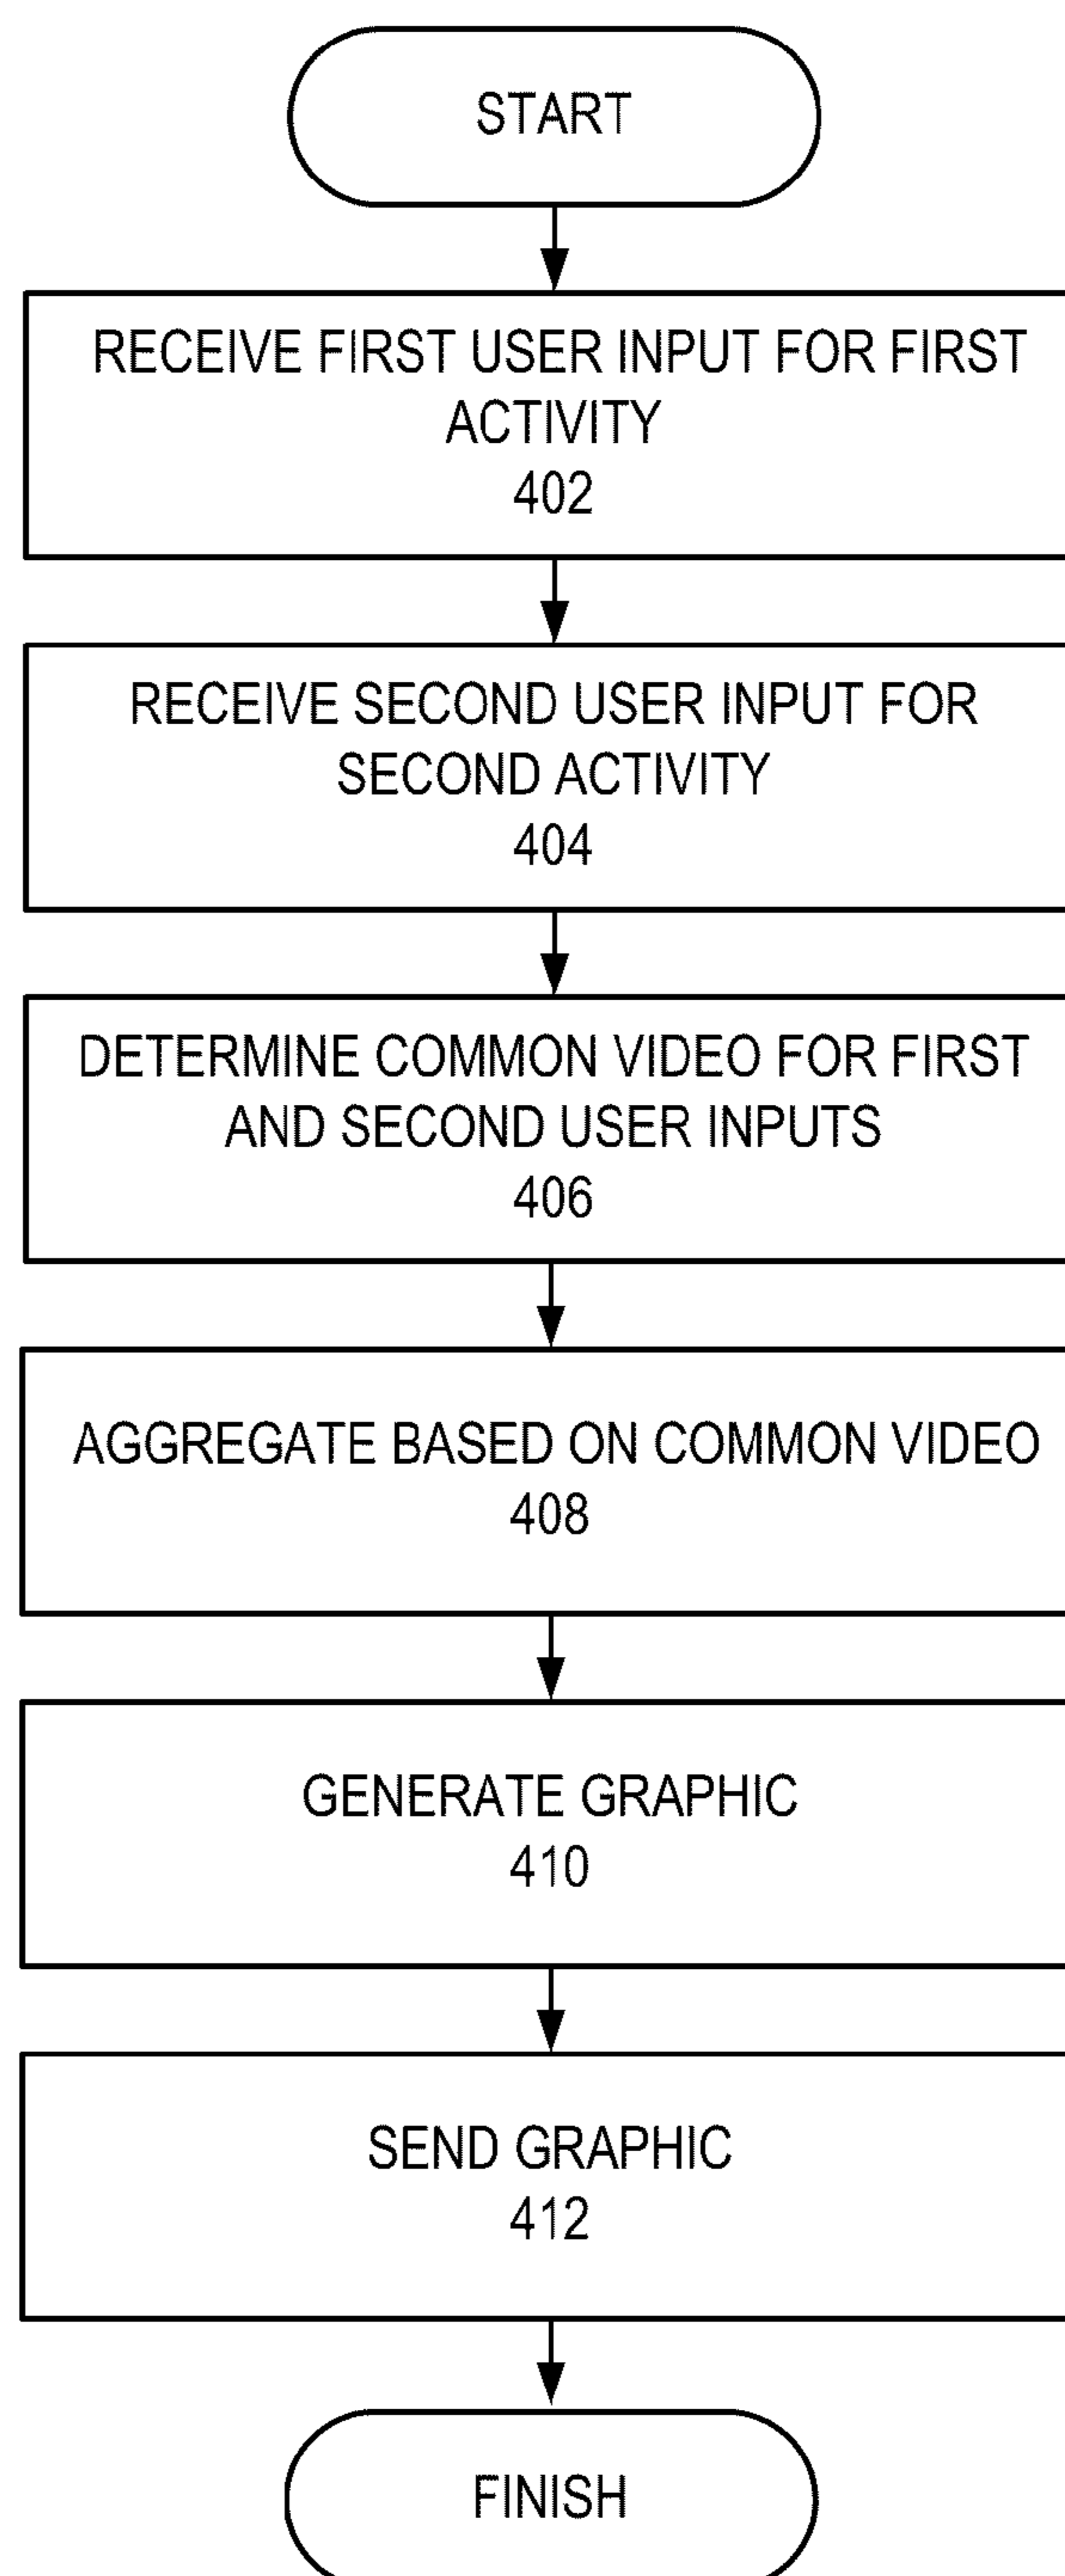 START
RECEIVE FIRST USER INPUT FOR FIRST
ACTIVITY
402
RECEIVE SECOND USER INPUT FOR
SECOND ACTIVITY
404
DETERMINE COMMON VIDEO FOR FIRST
AND SECOND USER INPUTS
406
AGGREGATE BASED ON COMMON VIDEO
408
GENERATE GRAPHIC
410
SEND GRAPHIC
412
FINISH